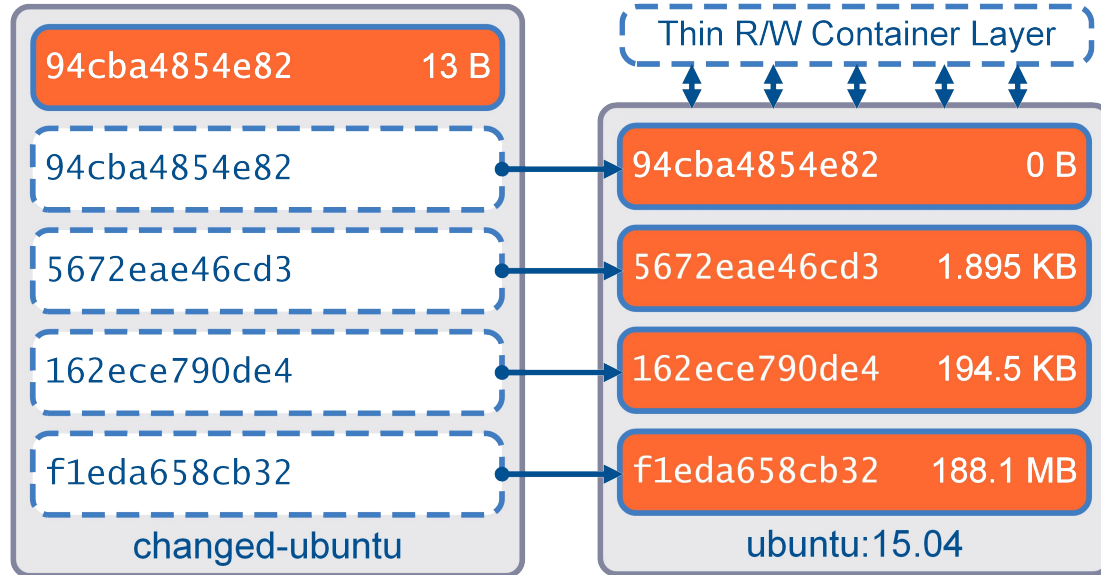 94cba4854e82 13 B
94cba4854e82
5672eae46cd3
162ece790de4
f1eda658cb32
changed-ubuntu
Thin R/W Container Layer
94cba4854e82 0 B
5672eae46cd3 1.895 KB
162ece790de4 194.5 KB
f1eda658cb32 188.1 MB
ubuntu:15.04